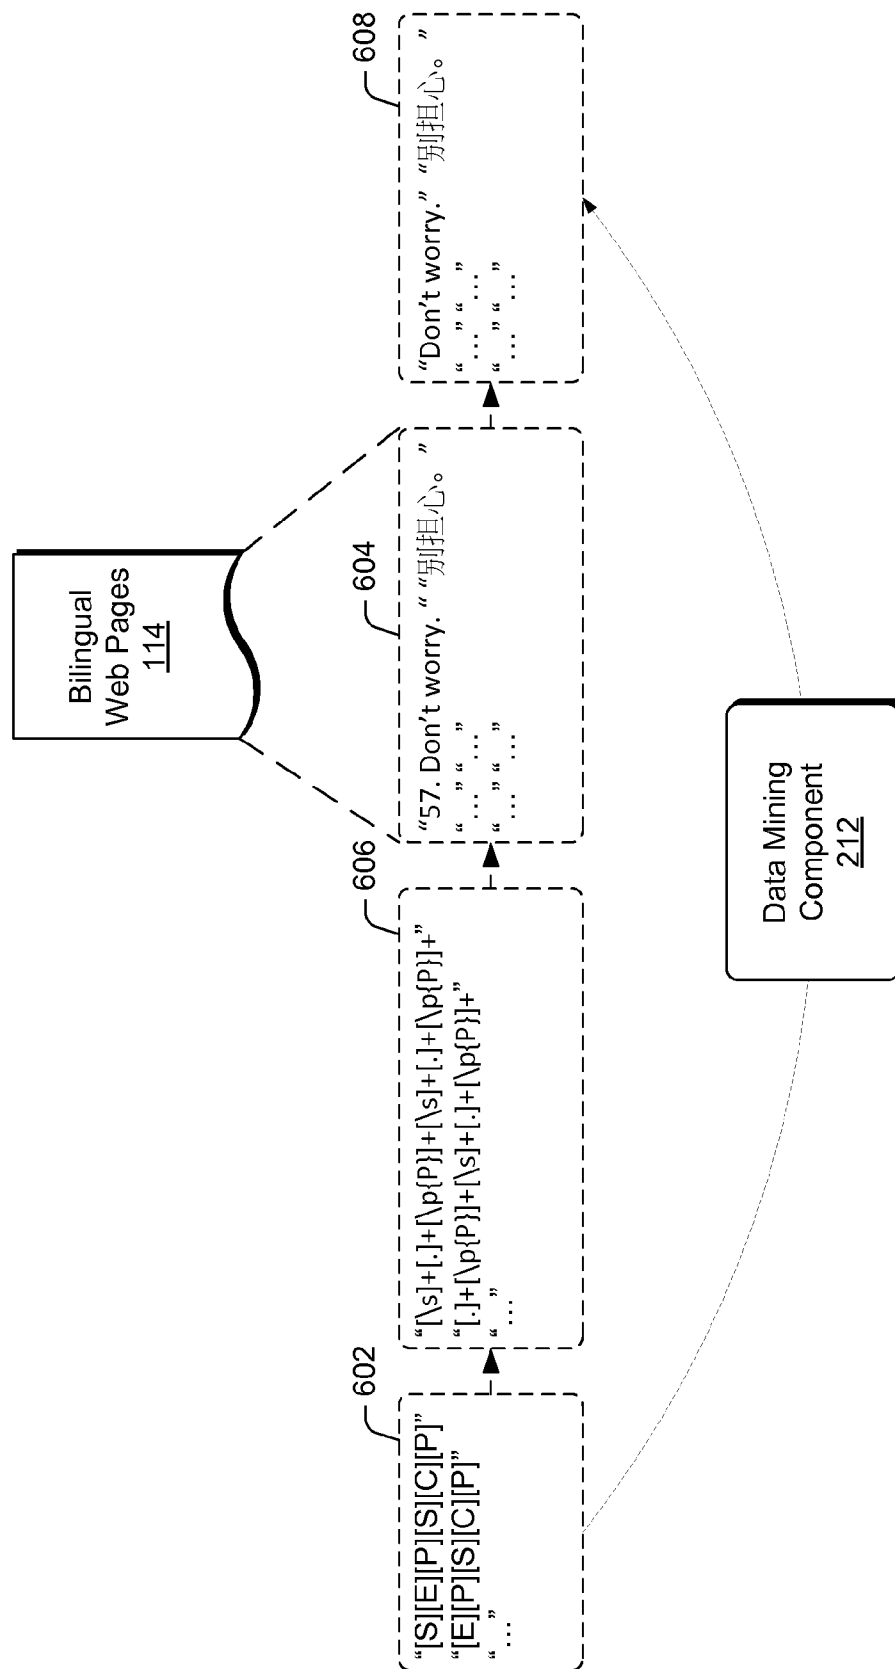 Bilingual
Web Pages
114
602
“[S][E][P][S][C][P]”
“[E][P][S][C][P]”
“ … ”
606
“[\s]+[.]+[\p{P}]+[\s]+[.]+[\p{P}]+”
“[.]+[\p{P}]+[\s]+[.]+[\p{P}]+”
“ … ”
604
“57. Don’t worry. “ “别担心。 ”
“ … ” “ … ”
“ … ” “ … ”
608
“Don’t worry.” “别担心。 ”
“ … ” “ … ”
“ … ” “ … ”
Data Mining
Component
212